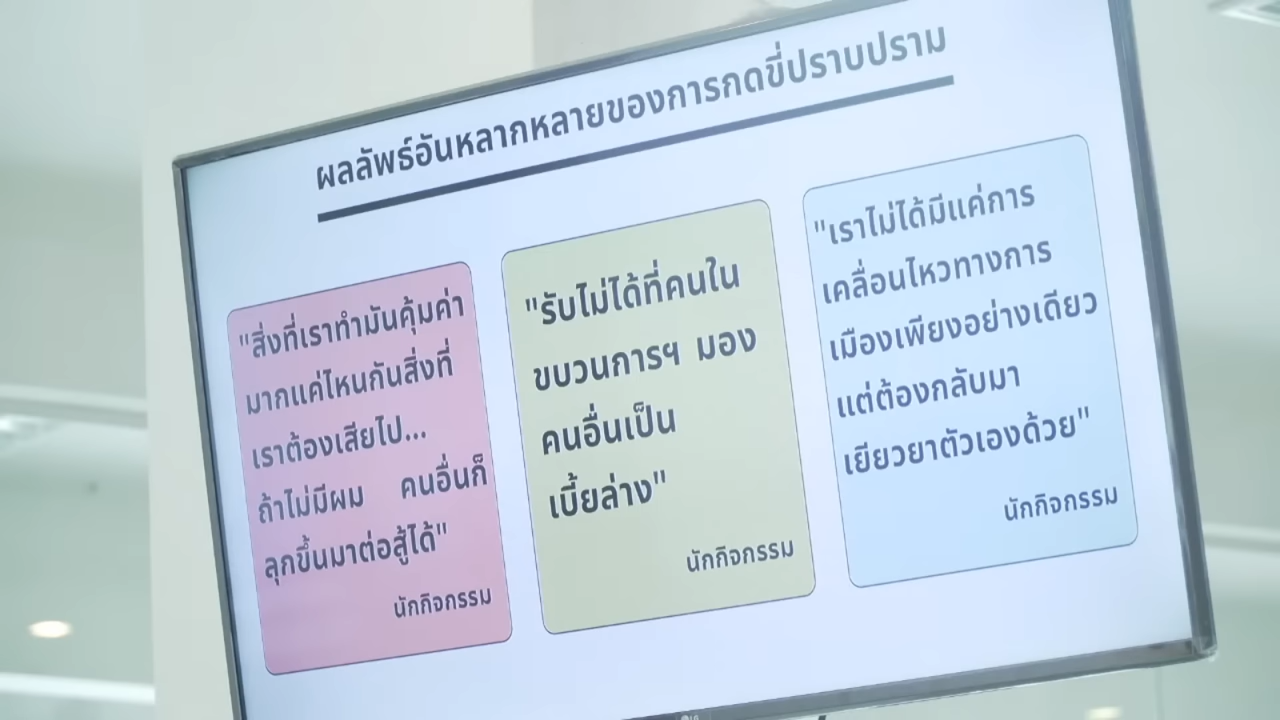 ผลลัพธ์อันหลากหลายของการกดขี่ปราบปราม
"สิ่งที่เราทำมันคุ้มค่า
มากแค่ไหนกันสิ่งที่
เราต้องเสียไป...
ถ้าไม่มีผม คนอื่นก็
ลุกขึ้นมาต่อสู้ได้"
นักกิจกรรม
"รับไม่ได้ที่คนใน
ขบวนการฯ มอง
คนอื่นเป็น
เบี้ยล่าง"
นักกิจกรรม
"เราไม่ได้มีแค่การ
เคลื่อนไหวทางการ
เมืองเพียงอย่างเดียว
แต่ต้องกลับมา
เยียวยาตัวเองด้วย"
นักกิจกรรม
LG